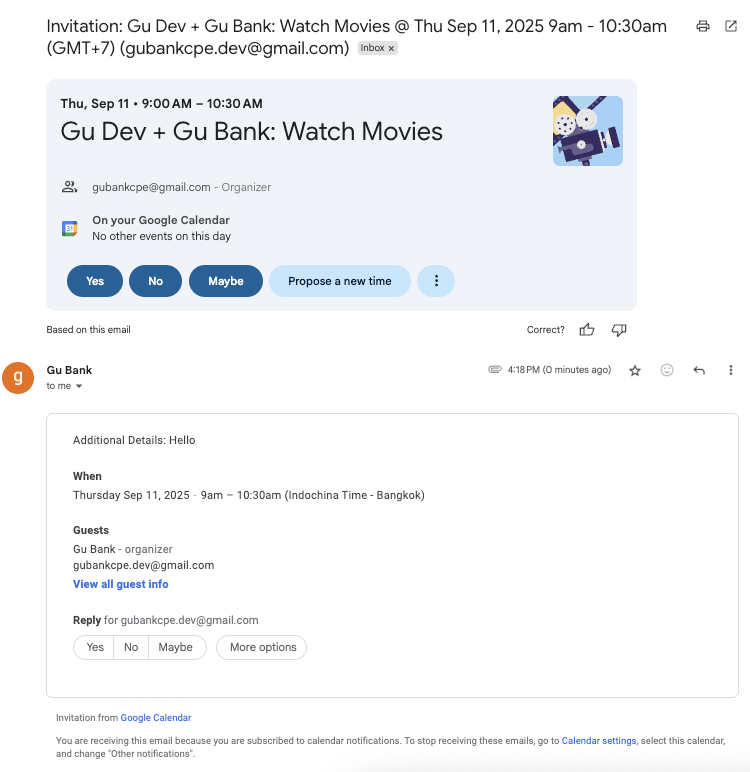 Invitation: Gu Dev + Gu Bank: Watch Movies @ Thu Sep 11, 2025 9am - 10:30am
(GMT+7) (gubankcpe.dev@gmail.com) Inbox x
Thu, Sep 11 • 9:00 AM – 10:30 AM
Gu Dev + Gu Bank: Watch Movies
gubankcpe@gmail.com - Organizer
On your Google Calendar
31
No other events on this day
Yes No Maybe Propose a new time
Based on this email Correct?
g
Gu Bank 4:18 PM (0 minutes ago)
to me
Additional Details: Hello
When
Thursday Sep 11, 2025 · 9am – 10:30am (Indochina Time - Bangkok)
Guests
Gu Bank - organizer
gubankcpe.dev@gmail.com
View all guest info
Reply for gubankcpe.dev@gmail.com
Yes No Maybe More options
Invitation from Google Calendar
You are receiving this email because you are subscribed to calendar notifications. To stop receiving these emails, go to Calendar settings, select this calendar,
and change "Other notifications".